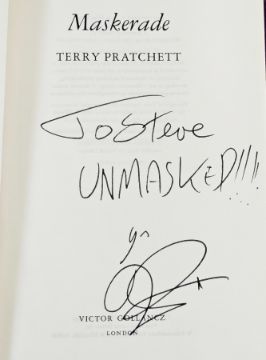 Maskerade
TERRY PRATCHETT
To Steve
UNMASKED!!!!
VICTOR GOLLANCZ
LONDON